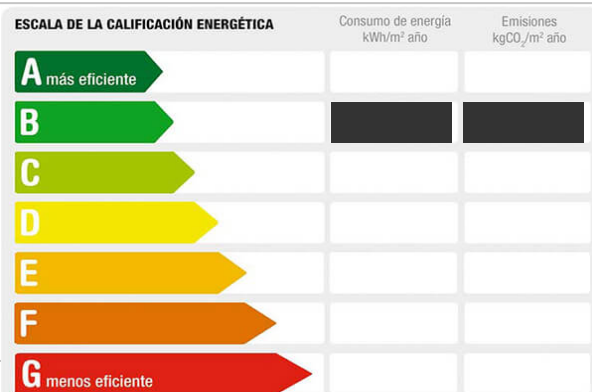 ESCALA DE LA CALIFICACIÓN ENERGÉTICA
Consumo de energía
kWh/m² año
Emisiones
kgCO₂/m² año
A más eficiente
B
C
D
E
F
G menos eficiente